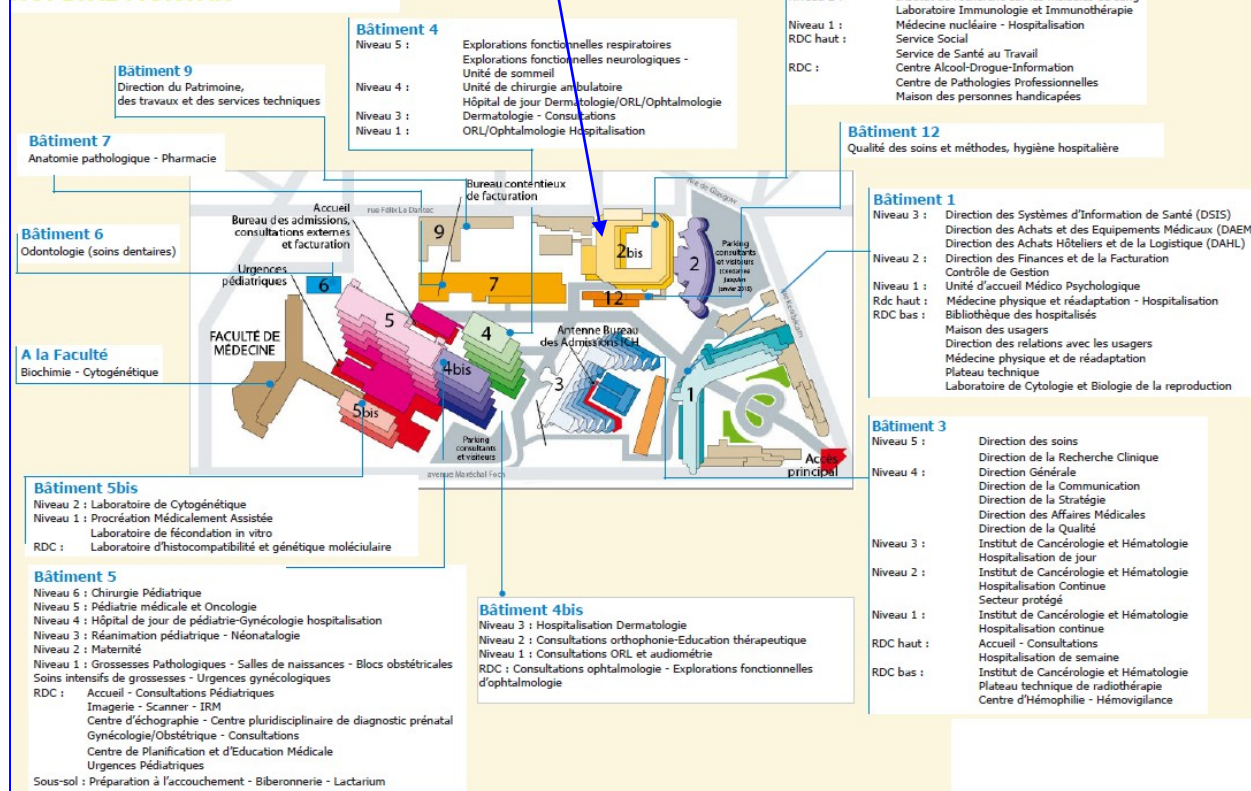 Laboratoire Immunologie et Immunothérapie
Niveau 1 : Médecine nucléaire - Hospitalisation
RDC haut : Service Social
Service de Santé au Travail
RDC : Centre Alcool-Drogue-Information
Centre de Pathologies Professionnelles
Maison des personnes handicapées
Bâtiment 4
Niveau 5 : Explorations fonctionnelles respiratoires
Explorations fonctionnelles neurologiques -
Unité de sommeil
Niveau 4 : Unité de chirurgie ambulatoire
Hôpital de jour Dermatologie/ORL/Ophtalmologie
Niveau 3 : Dermatologie - Consultations
Niveau 1 : ORL/Ophtalmologie Hospitalisation
Bâtiment 9
Direction du Patrimoine,
des travaux et des services techniques
Bâtiment 7
Anatomie pathologique - Pharmacie
Bâtiment 12
Qualité des soins et méthodes, hygiène hospitalière
Bâtiment 6
Odontologie (soins dentaires)
A la Faculté
Biochimie - Cytogénétique
rue Félix Le Dantec
rue de Glasgow
Bureau contentieux
de facturation
Accueil
Bureau des admissions,
consultations externes
et facturation
Urgences
pédiatriques
FACULTÉ DE
MÉDECINE
9
2bis
2
Parking
consultants
et visiteurs
janvier 2015)
6
7
12
5
4
4bis
5bis
Antenne Bureau
des Admissions ICH
3
1
Parking
consultants
et visiteurs
avenue Maréchal Foch
Accès
principal
Bâtiment 1
Niveau 3 : Direction des Systèmes d'Information de Santé (DSIS)
Direction des Achats et des Equipements Médicaux (DAEM
Direction des Achats Hôteliers et de la Logistique (DAHL)
Niveau 2 : Direction des Finances et de la Facturation
Contrôle de Gestion
Niveau 1 : Unité d'accueil Médico Psychologique
Rdc haut : Médecine physique et réadaptation - Hospitalisation
RDC bas : Bibliothèque des hospitalisés
Maison des usagers
Direction des relations avec les usagers
Médecine physique et de réadaptation
Plateau technique
Laboratoire de Cytologie et Biologie de la reproduction
Bâtiment 3
Niveau 5 : Direction des soins
Direction de la Recherche Clinique
Niveau 4 : Direction Générale
Direction de la Communication
Direction de la Stratégie
Direction des Affaires Médicales
Direction de la Qualité
Niveau 3 : Institut de Cancérologie et Hématologie
Hospitalisation de jour
Niveau 2 : Institut de Cancérologie et Hématologie
Hospitalisation Continue
Secteur protégé
Niveau 1 : Institut de Cancérologie et Hématologie
Hospitalisation continue
RDC haut : Accueil - Consultations
Hospitalisation de semaine
RDC bas : Institut de Cancérologie et Hématologie
Plateau technique de radiothérapie
Centre d'Hémophilie - Hémovigilance
Bâtiment 5bis
Niveau 2 : Laboratoire de Cytogénétique
Niveau 1 : Procréation Médicalement Assistée
Laboratoire de fécondation in vitro
RDC : Laboratoire d'histocompatibilité et génétique moléciulaire
Bâtiment 5
Niveau 6 : Chirurgie Pédiatrique
Niveau 5 : Pédiatrie médicale et Oncologie
Niveau 4 : Hôpital de jour de pédiatrie-Gynécologie hospitalisation
Niveau 3 : Réanimation pédiatrique - Néonatalogie
Niveau 2 : Maternité
Niveau 1 : Grossesses Pathologiques - Salles de naissances - Blocs obstétricales
Soins intensifs de grossesses - Urgences gynécologiques
RDC : Accueil - Consultations Pédiatriques
Imagerie - Scanner - IRM
Centre d'échographie - Centre pluridisciplinaire de diagnostic prénatal
Gynécologie/Obstétrique - Consultations
Centre de Planification et d'Education Médicale
Urgences Pédiatriques
Sous-sol : Préparation à l'accouchement - Biberonnerie - Lactarium
Bâtiment 4bis
Niveau 3 : Hospitalisation Dermatologie
Niveau 2 : Consultations orthophonie-Education thérapeutique
Niveau 1 : Consultations ORL et audiométrie
RDC : Consultations ophtalmologie - Explorations fonctionnelles
d'ophtalmologie